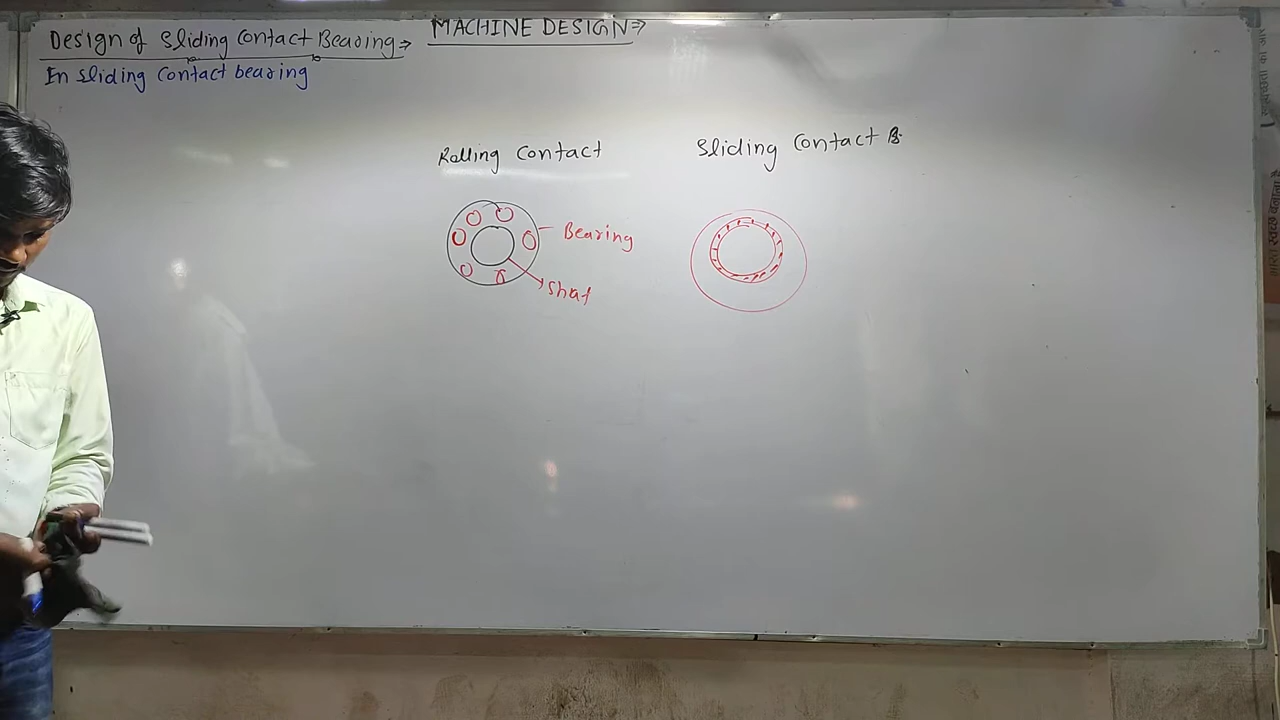 MACHINE DESIGN⇒
Design of Sliding Contact Bearing⇒
In Sliding Contact bearing
Rolling Contact
Sliding Contact B:
Bearing
Shaf